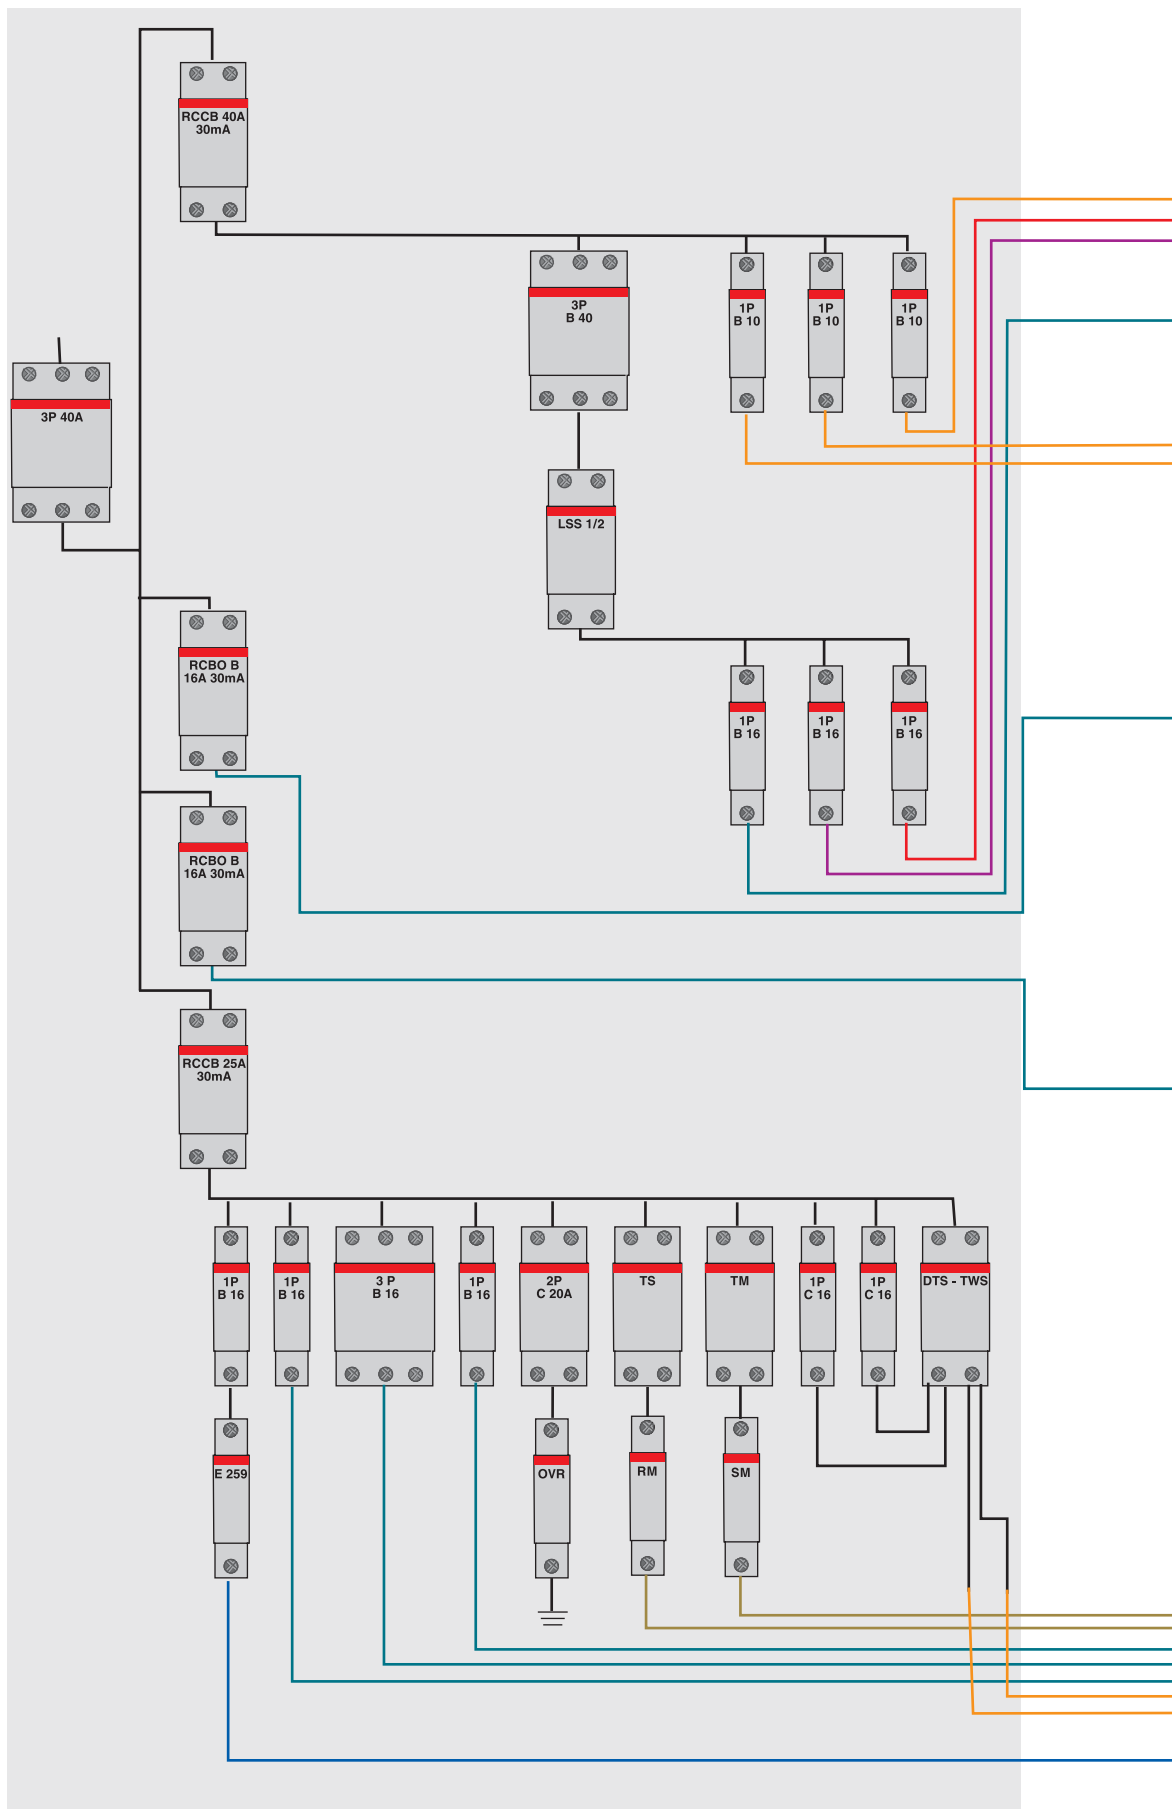 RCCB 40A
30mA
3P
B 40
1P
B 10
1P
B 10
1P
B 10
3P 40A
LSS 1/2
RCBO B
16A 30mA
1P
B 16
1P
B 16
1P
B 16
RCBO B
16A 30mA
RCCB 25A
30mA
1P
B 16
1P
B 16
3 P
B 16
1P
B 16
2P
C 20A
TS
TM
1P
C 16
1P
C 16
DTS - TWS
E 259
OVR
RM
SM